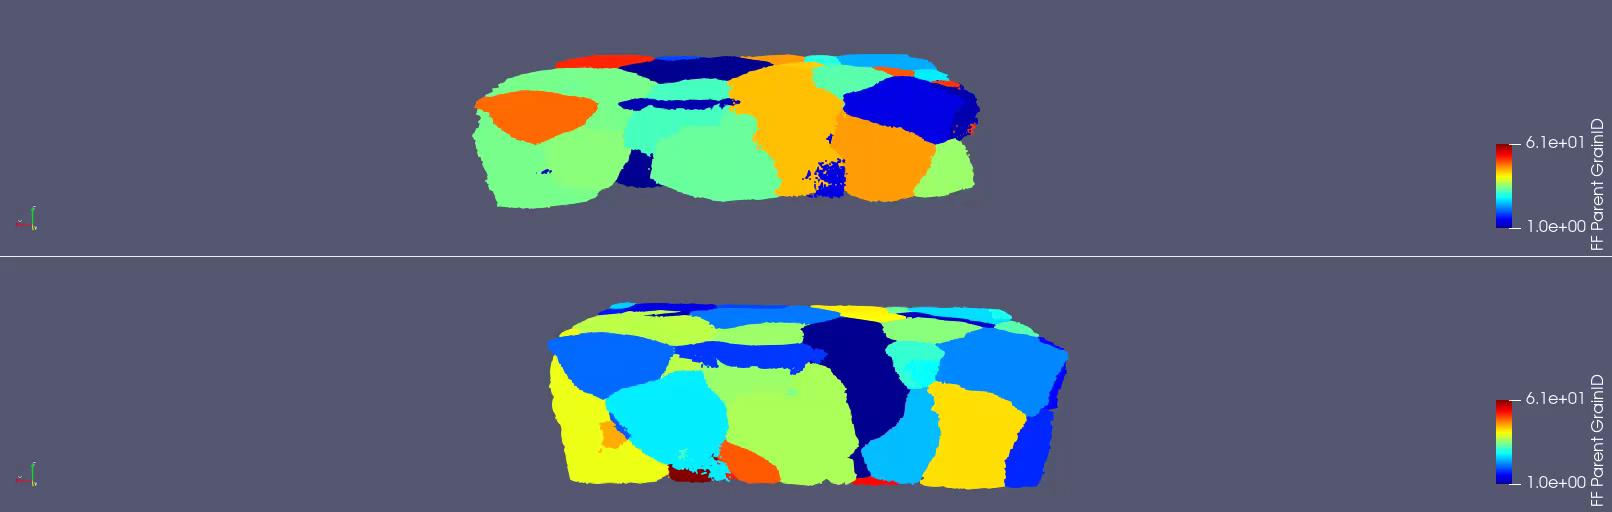 6.1e+01
1.0e+00
FF Parent GrainID
6.1e+01
1.0e+00
FF Parent GrainID